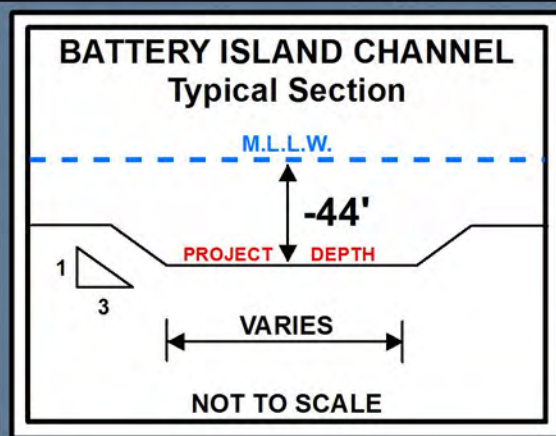 BATTERY ISLAND CHANNEL
Typical Section
M.L.L.W.
-44'
PROJECT DEPTH
1
3
VARIES
NOT TO SCALE